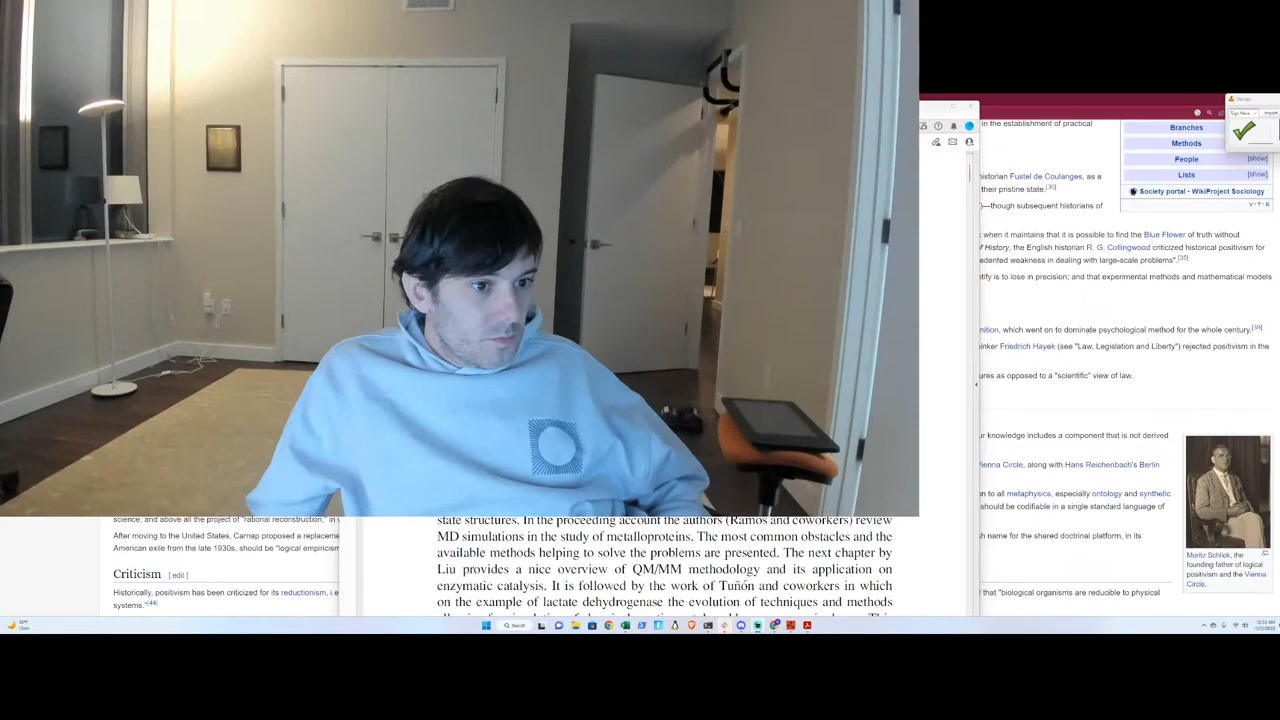 in the establishment of practical
Branches
Methods
People
[show]
Lists
[show]
Society portal • WikiProject Sociology
V • T • E
historian Fustel de Coulanges, as a
their pristine state.[30]
)—though subsequent historians of
when it maintains that it is possible to find the Blue Flower of truth without
of History, the English historian R. G. Collingwood criticized historical positivism for
edented weakness in dealing with large-scale problems".[35]
ntify is to lose in precision; and that experimental methods and mathematical models
nition, which went on to dominate psychological method for the whole century.[39]
inker Friedrich Hayek (see "Law, Legislation and Liberty") rejected positivism in the
ures as opposed to a "scientific" view of law.
ur knowledge includes a component that is not derived
Vienna Circle, along with Hans Reichenbach's Berlin
n to all metaphysics, especially ontology and synthetic
should be codifiable in a single standard language of
sh name for the shared doctrinal platform, in its
Moritz Schlick, the
founding father of logical
positivism and the Vienna
Circle.
d that "biological organisms are reducible to physical
science; and above all the project of "rational reconstruction," in
After moving to the United States, Carnap proposed a replaceme
American exile from the late 1930s, should be "logical empiricism
Criticism [edit]
Historically, positivism has been criticized for its reductionism, i.e
systems."[44]
state structures. In the proceeding account the authors (Ramos and coworkers) review
MD simulations in the study of metalloproteins. The most common obstacles and the
available methods helping to solve the problems are presented. The next chapter by
Liu provides a nice overview of QM/MM methodology and its application on
enzymatic catalysis. It is followed by the work of Tuñón and coworkers in which
on the example of lactate dehydrogenase the evolution of techniques and methods
Search